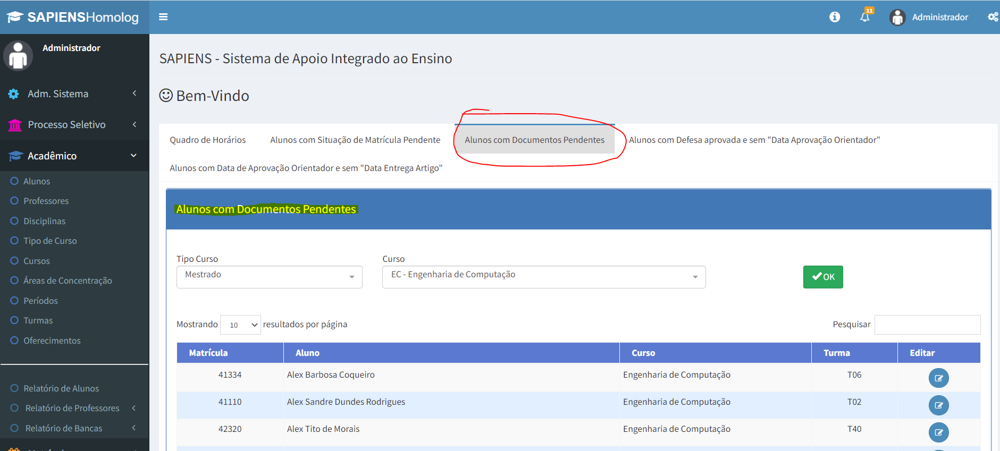 SAPIENSHomolog
11
Administrador
Administrador
Adm. Sistema
Processo Seletivo
Acadêmico
Alunos
Professores
Disciplinas
Tipo de Curso
Cursos
Áreas de Concentração
Períodos
Turmas
Oferecimentos
Relatório de Alunos
Relatório de Professores
Relatório de Bancas
SAPIENS - Sistema de Apoio Integrado ao Ensino
Bem-Vindo
Quadro de Horários
Alunos com Situação de Matrícula Pendente
Alunos com Documentos Pendentes
Alunos com Defesa aprovada e sem "Data Aprovação Orientador"
Alunos com Data de Aprovação Orientador e sem "Data Entrega Artigo"
Alunos com Documentos Pendentes
Tipo Curso
Mestrado
Curso
EC - Engenharia de Computação
OK
Mostrando 10 resultados por página
Pesquisar
Matrícula Aluno Curso Turma Editar
41334 Alex Barbosa Coqueiro Engenharia de Computação T06
41110 Alex Sandre Dundes Rodrigues Engenharia de Computação T02
42320 Alex Tito de Morais Engenharia de Computação T40